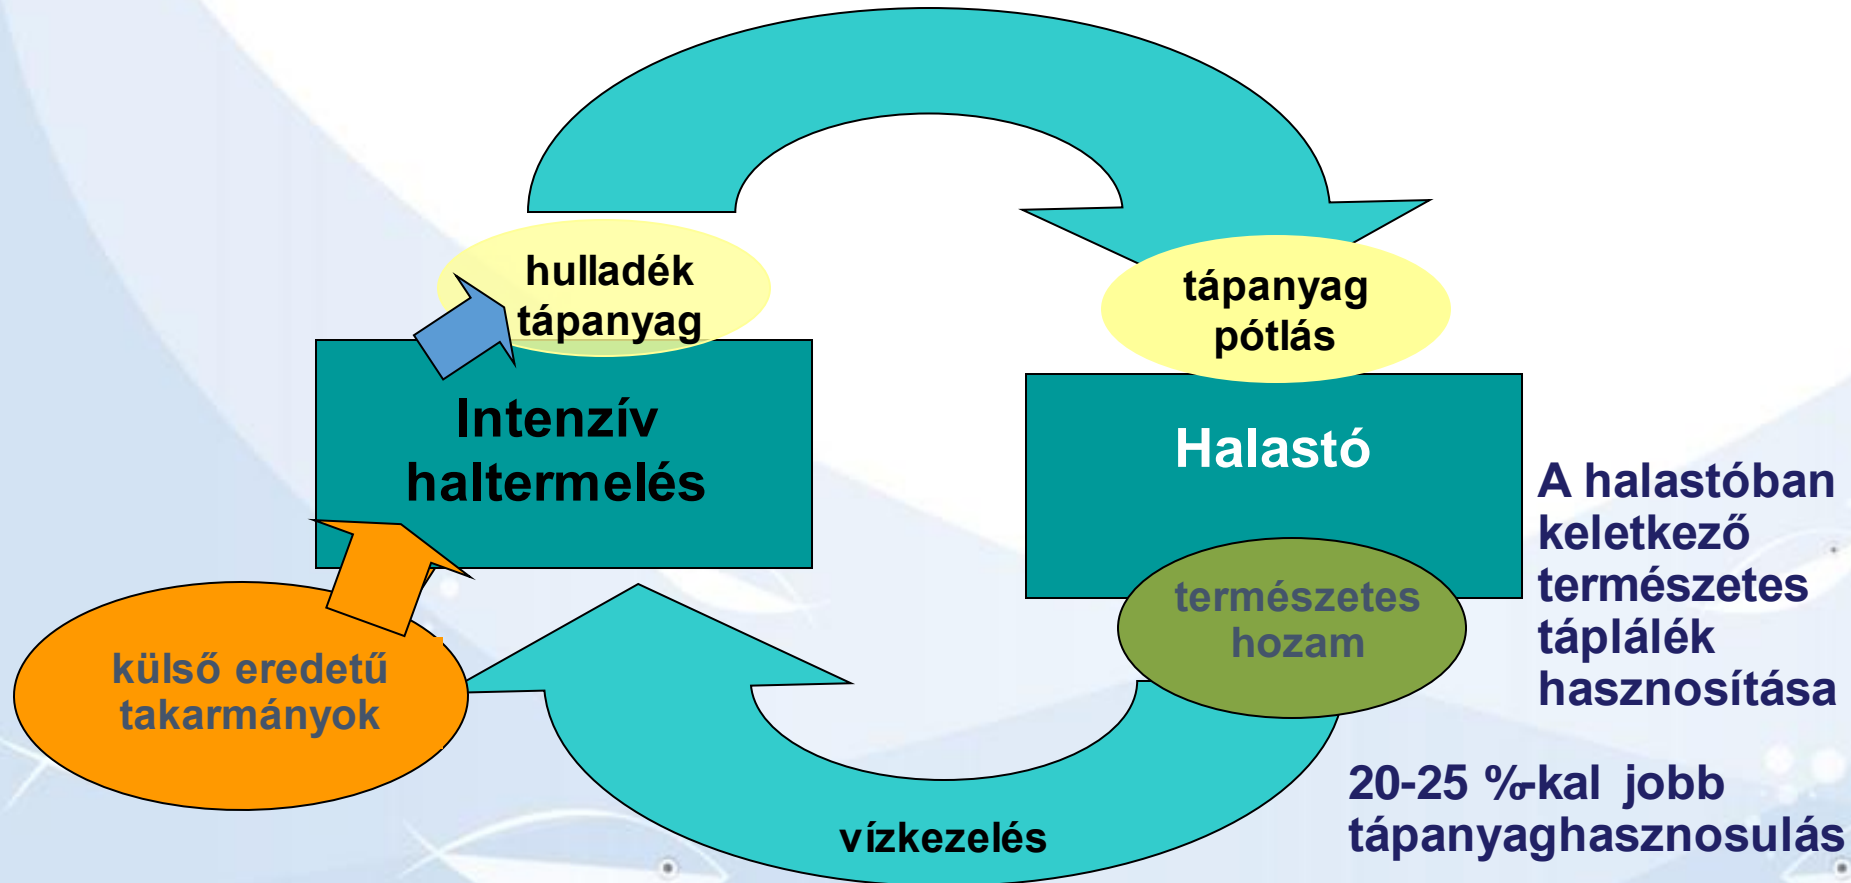 hulladék
tápanyag
tápanyag
pótlás
Intenzív
haltermelés
Halastó
A halastóban
keletkező
természetes
táplálék
hasznosítása
természetes
hozam
külső eredetű
takarmányok
20-25 %-kal jobb
tápanyaghasznosulás
vízkezelés